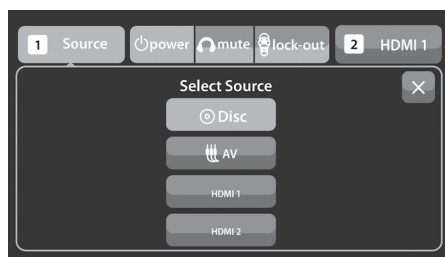 1 Source power mute lock-out 2 HDMI 1
Select Source
Disc
AV
HDMI 1
HDMI 2